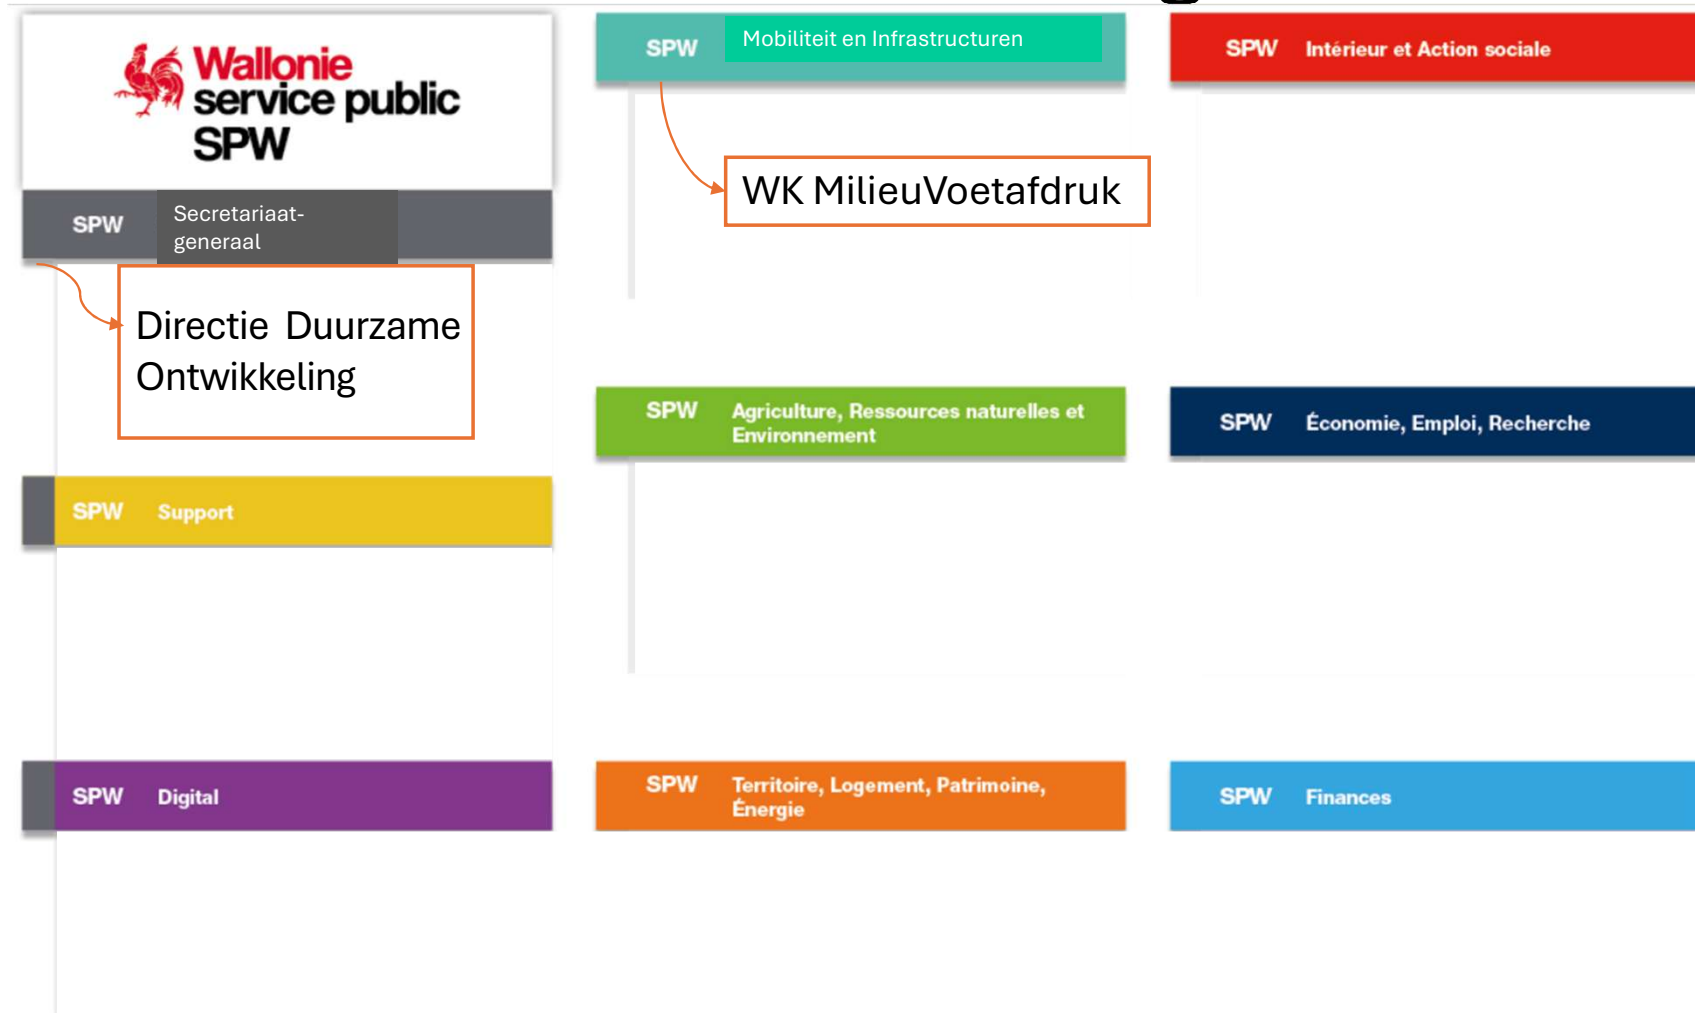 Wallonie
service public
SPW
SPW Secretariaat-
generaal
Directie Duurzame
Ontwikkeling
SPW Support
SPW Digital
SPW Mobiliteit en Infrastructuren
WK MilieuVoetafdruk
SPW Agriculture, Ressources naturelles et
Environnement
SPW Territoire, Logement, Patrimoine,
Énergie
SPW Intérieur et Action sociale
SPW Économie, Emploi, Recherche
SPW Finances